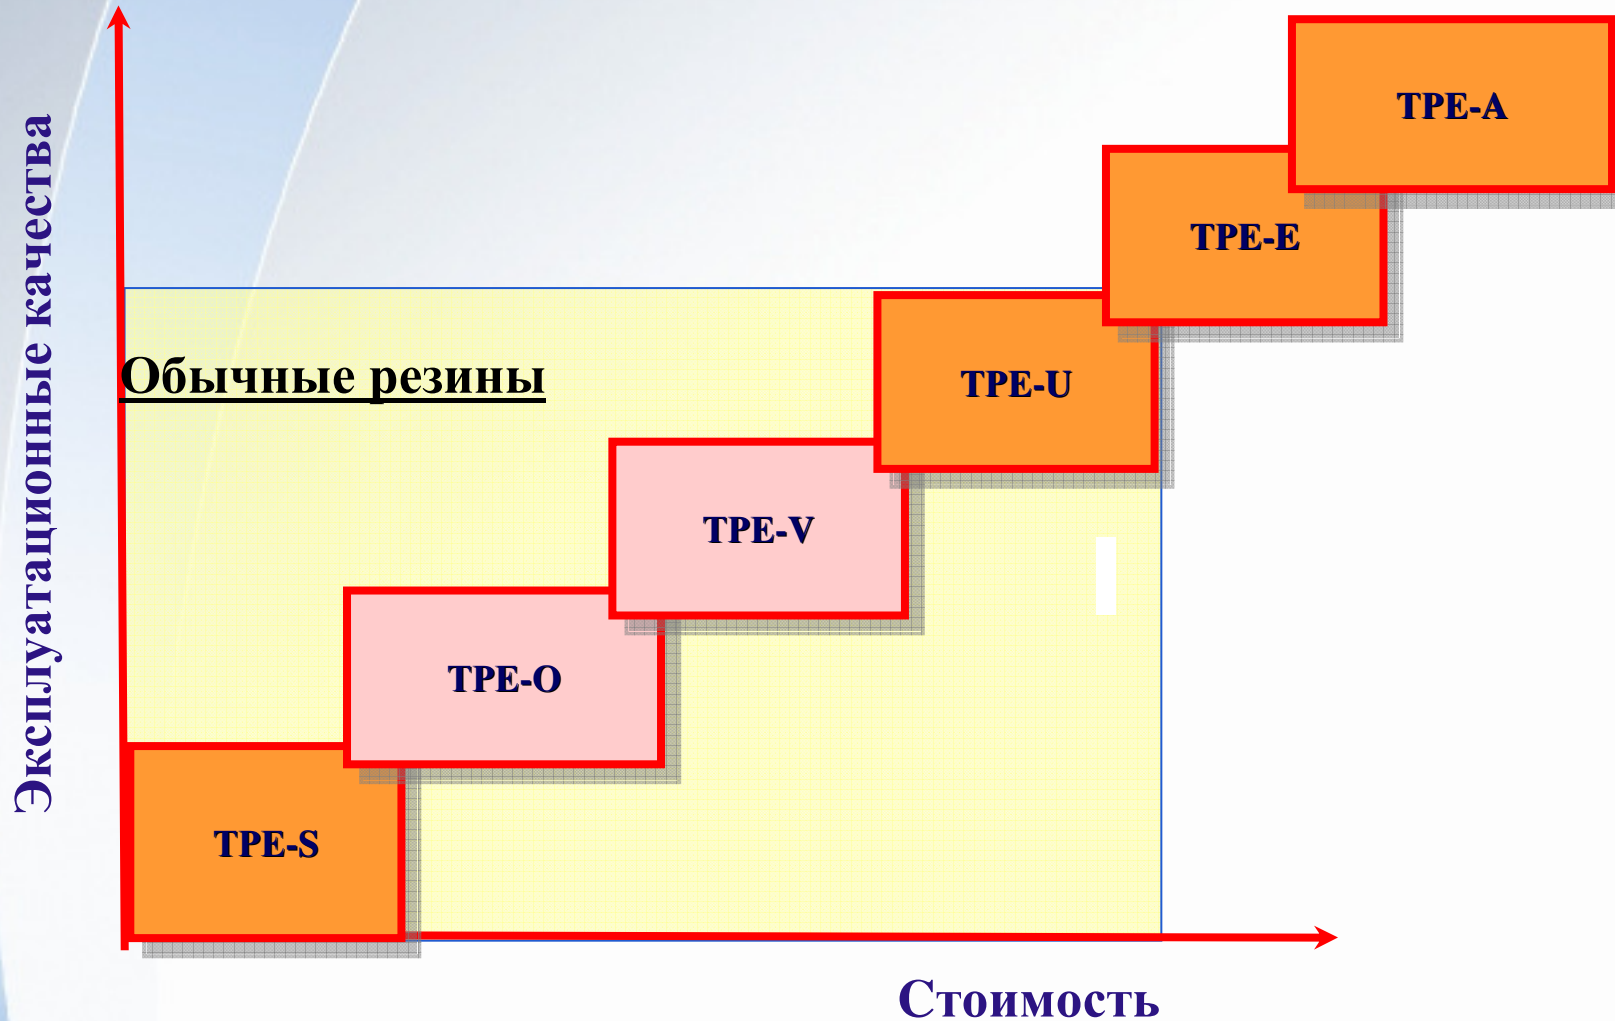 Эксплуатационные качества
TPE-A
TPE-E
Обычные резины
TPE-U
TPE-V
TPE-O
TPE-S
Стоимость